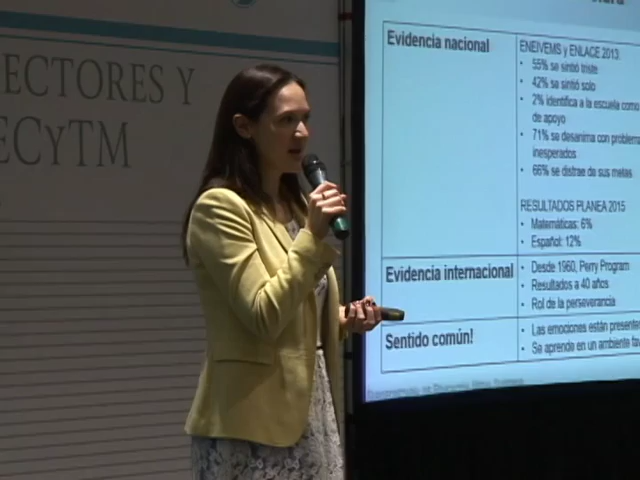 ECTORES Y
ECyTM
Evidencia nacional
ENEIVEMS y ENLACE 2013:
• 55% se sintió triste
• 42% se sintió solo
• 2% identifica a la escuela como
de apoyo
• 71% se desanima con problema
inesperados
• 66% se distrae de sus metas
RESULTADOS PLANEA 2015
• Matemáticas: 6%
• Español: 12%
Evidencia internacional
• Desde 1960, Perry Program
• Resultados a 40 años
• Rol de la perseverancia
Sentido común!
• Las emociones están presente
• Se aprende en un ambiente fav